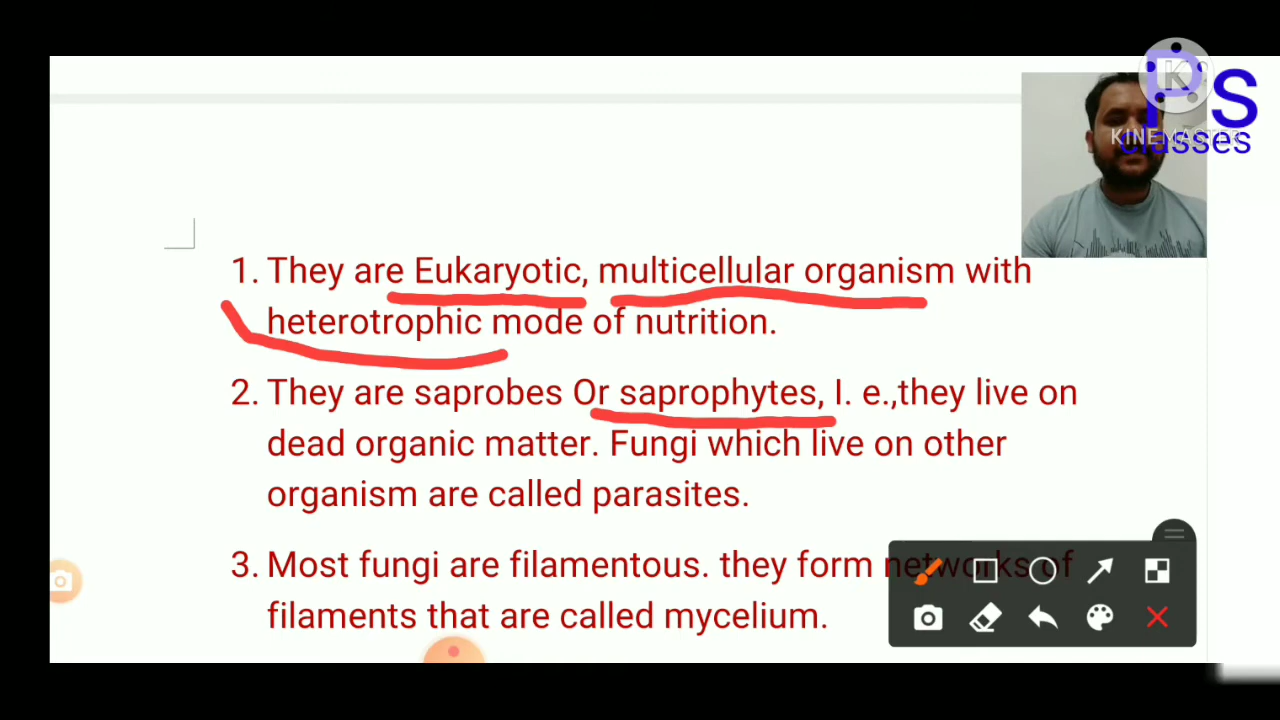 PS
classes
KINEMASTER
1. They are Eukaryotic, multicellular organism with
heterotrophic mode of nutrition.
2. They are saprobes Or saprophytes, I. e.,they live on
dead organic matter. Fungi which live on other
organism are called parasites.
3. Most fungi are filamentous. they form networks of
filaments that are called mycelium.